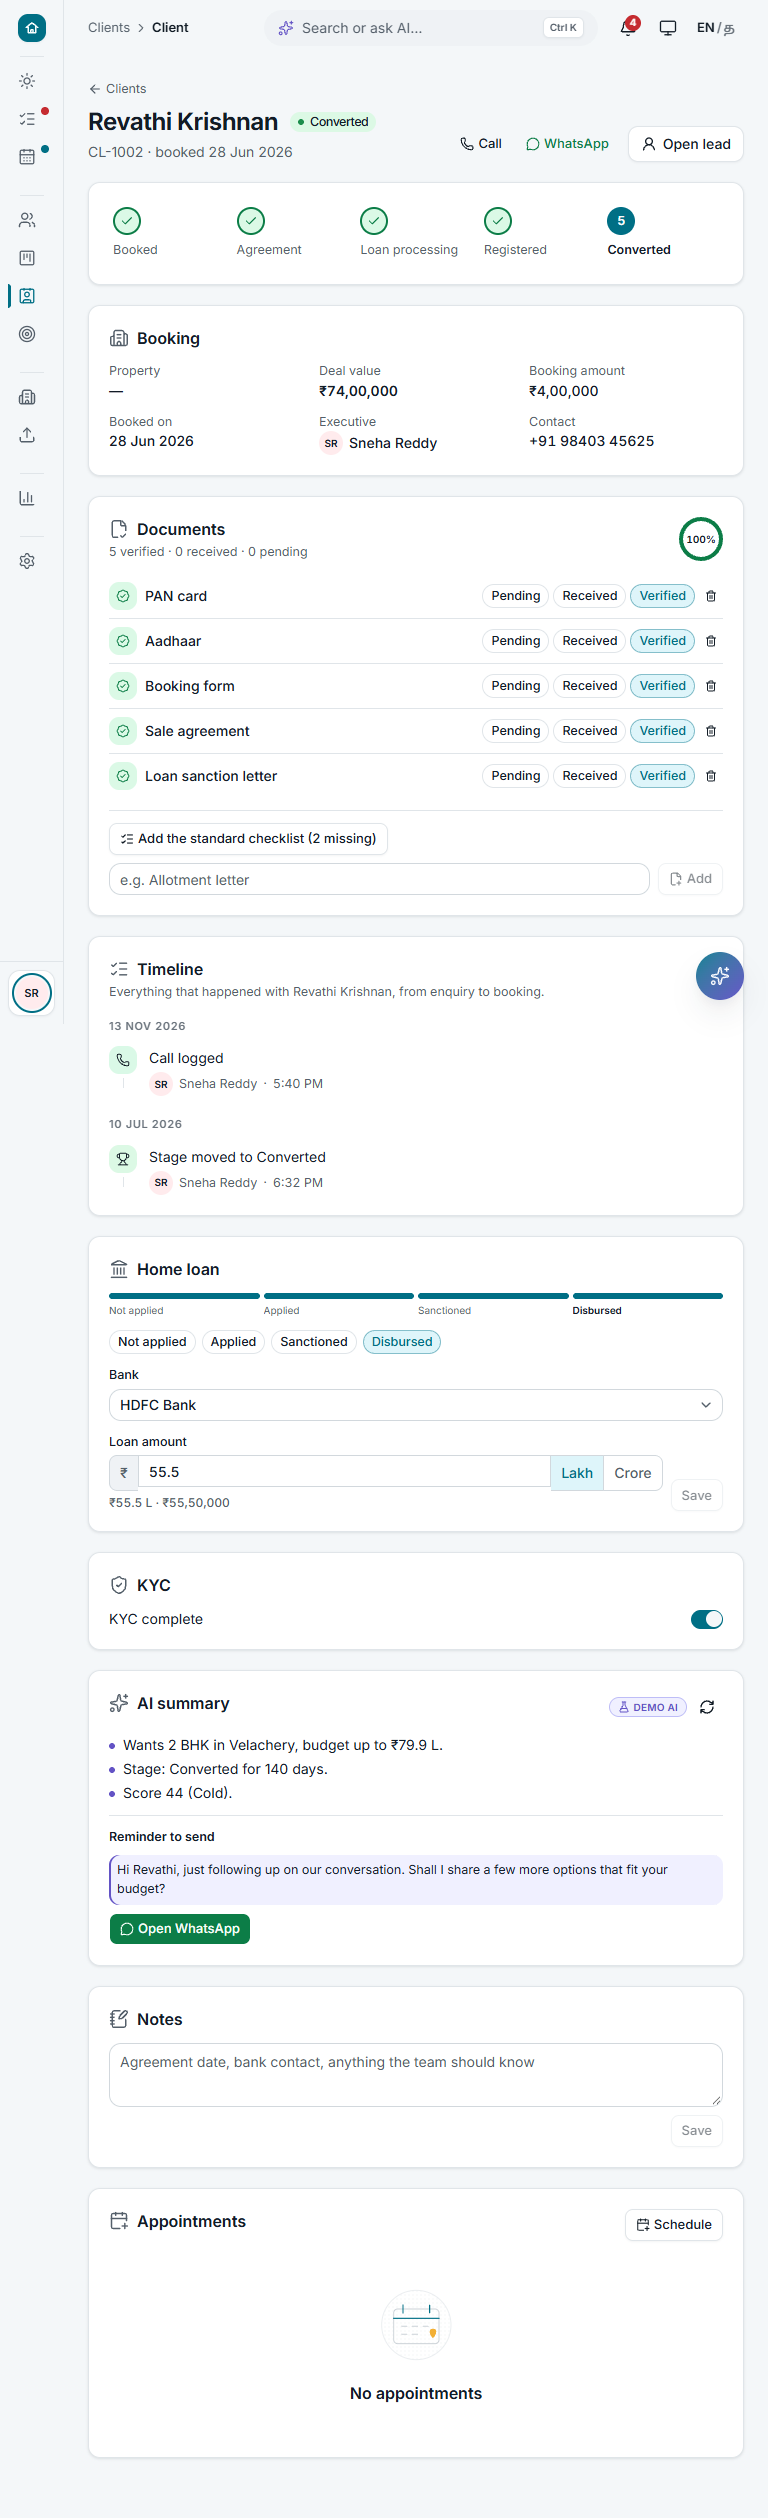 Clients > Client
Search or ask AI...
Ctrl K
4
EN / த
← Clients
Revathi Krishnan
Converted
CL-1002 · booked 28 Jun 2026
Call
WhatsApp
Open lead
Booked
Agreement
Loan processing
Registered
5
Converted
Booking
Property
Deal value
Booking amount
—
₹74,00,000
₹4,00,000
Booked on
Executive
Contact
28 Jun 2026
SR Sneha Reddy
+91 98403 45625
Documents
5 verified · 0 received · 0 pending
100%
PAN card Pending Received Verified
Aadhaar Pending Received Verified
Booking form Pending Received Verified
Sale agreement Pending Received Verified
Loan sanction letter Pending Received Verified
Add the standard checklist (2 missing)
e.g. Allotment letter
Add
SR
Timeline
Everything that happened with Revathi Krishnan, from enquiry to booking.
13 NOV 2026
Call logged
SR Sneha Reddy · 5:40 PM
10 JUL 2026
Stage moved to Converted
SR Sneha Reddy · 6:32 PM
Home loan
Not applied Applied Sanctioned Disbursed
Not applied Applied Sanctioned Disbursed
Bank
HDFC Bank
Loan amount
₹ 55.5 Lakh Crore
₹55.5 L · ₹55,50,000
Save
KYC
KYC complete
AI summary
DEMO AI
Wants 2 BHK in Velachery, budget up to ₹79.9 L.
Stage: Converted for 140 days.
Score 44 (Cold).
Reminder to send
Hi Revathi, just following up on our conversation. Shall I share a few more options that fit your
budget?
Open WhatsApp
Notes
Agreement date, bank contact, anything the team should know
Save
Appointments
Schedule
No appointments